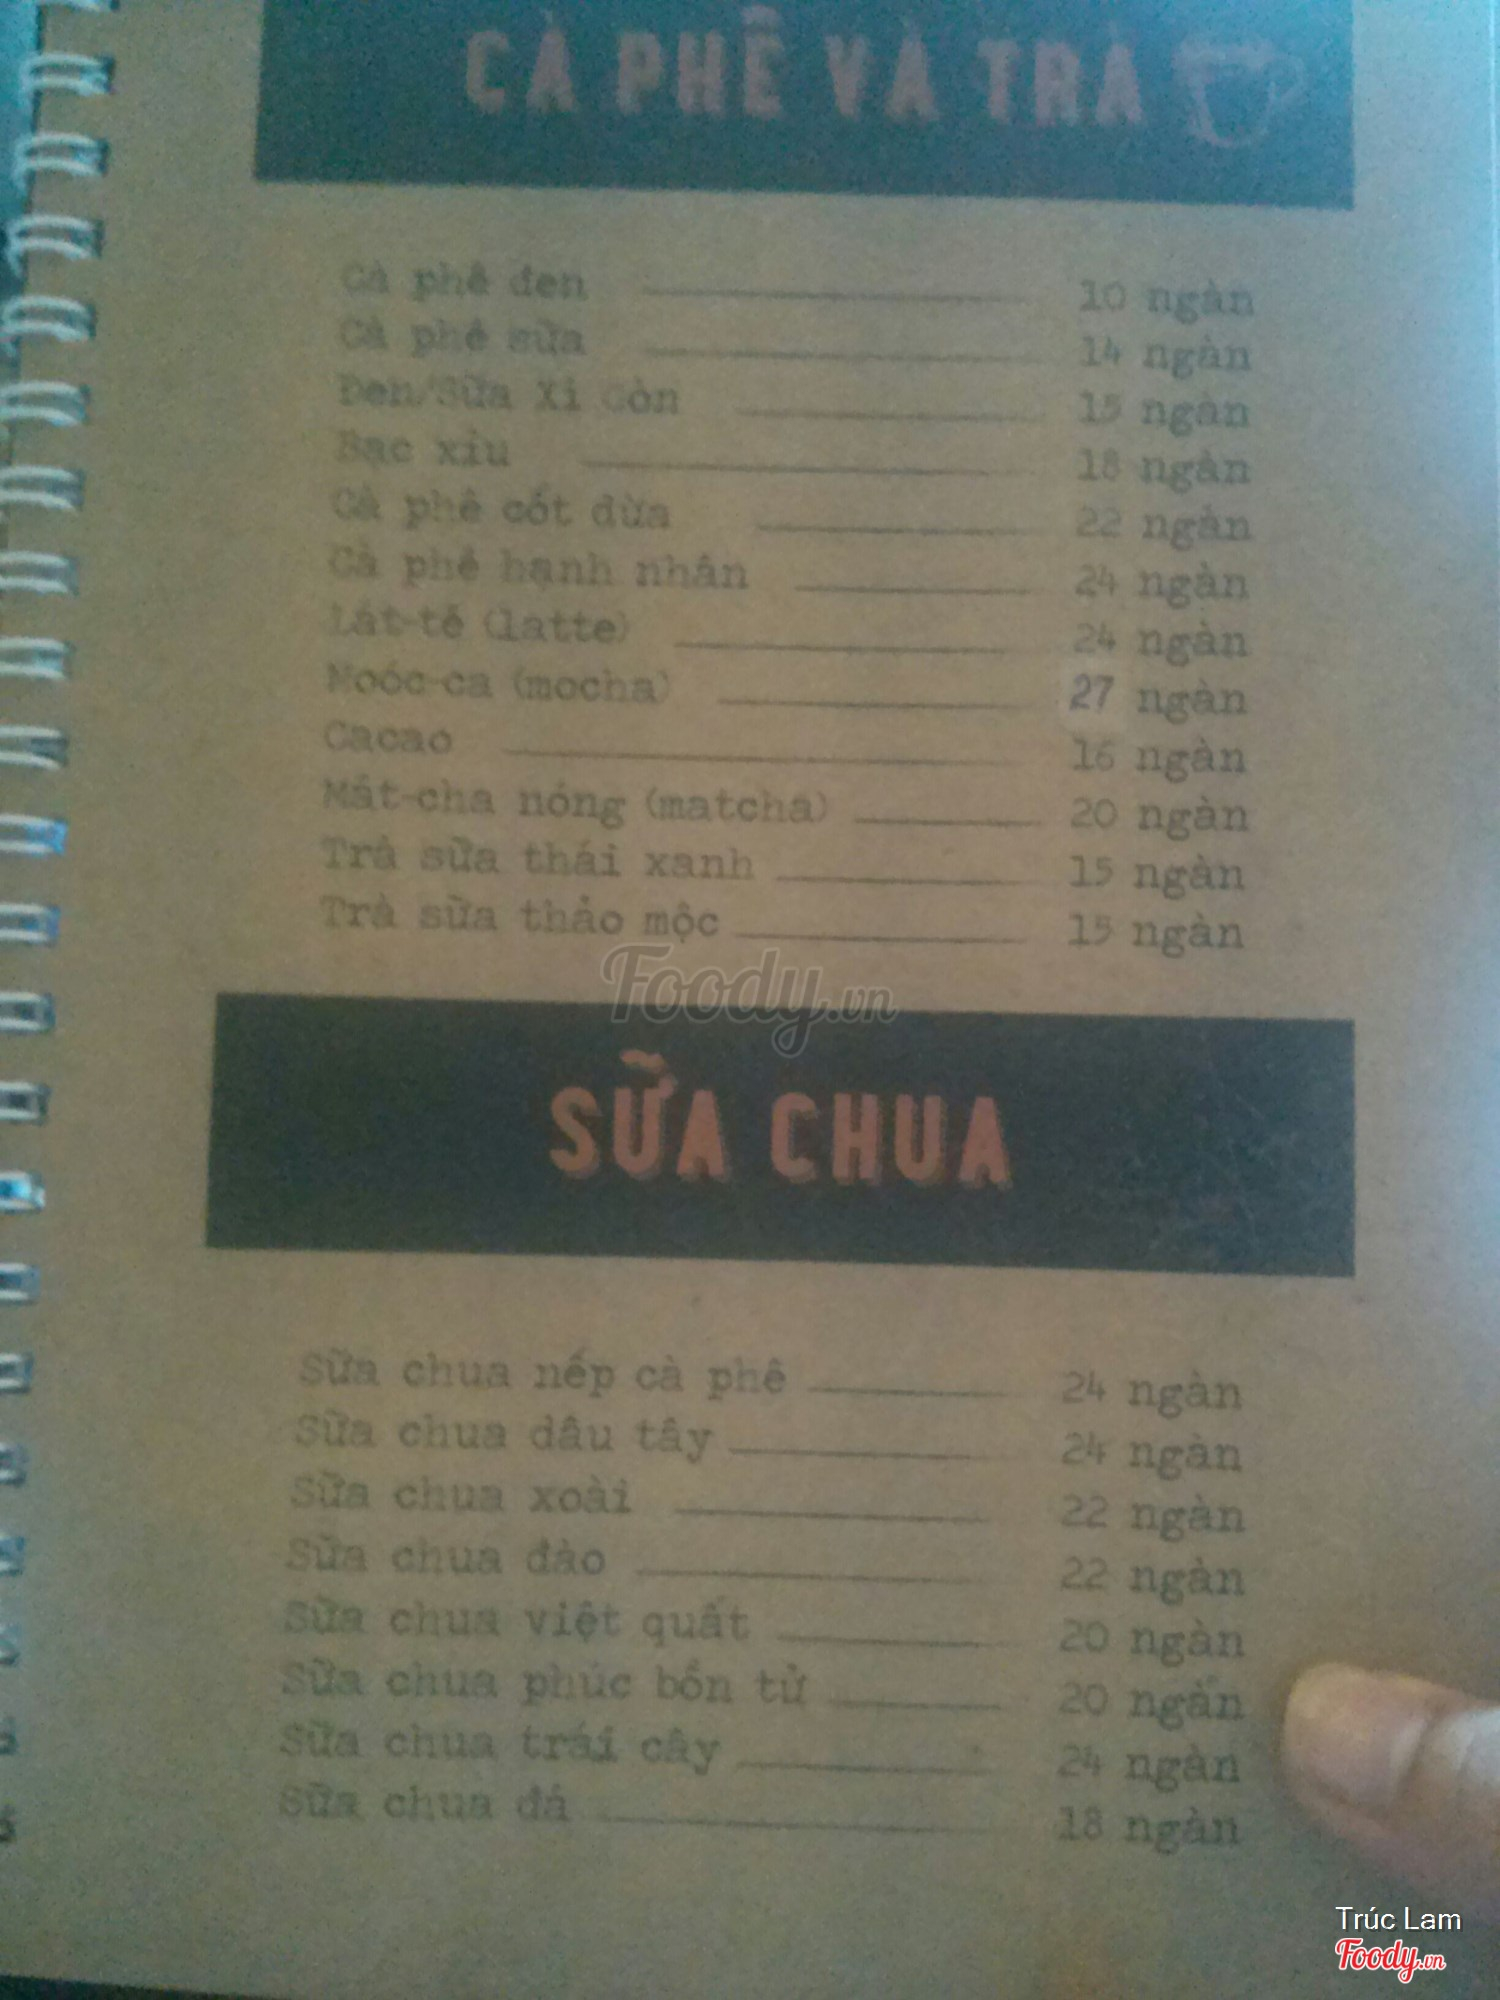 CÀ PHÊ VÀ TRÀ
Cà phê đen 10 ngàn
Cà phê sữa 14 ngàn
Đen/Sữa Xì Gòn 15 ngàn
Bạc xỉu 18 ngàn
Cà phê cốt dừa 22 ngàn
Cà phê hạnh nhân 24 ngàn
Lát-tê (latte) 24 ngàn
Moóc-ca (mocha) 27 ngàn
Cacao 16 ngàn
Mát-cha nóng (matcha) 20 ngàn
Trà sữa thái xanh 15 ngàn
Trà sữa thảo mộc 15 ngàn
Foody.vn
SỮA CHUA
Sữa chua nếp cà phê 24 ngàn
Sữa chua dâu tây 24 ngàn
Sữa chua xoài 22 ngàn
Sữa chua đào 22 ngàn
Sữa chua việt quất 20 ngàn
Sữa chua phúc bồn tử 20 ngàn
Sữa chua trái cây 24 ngàn
Sữa chua đá 18 ngàn
Trúc Lam
Foody.vn